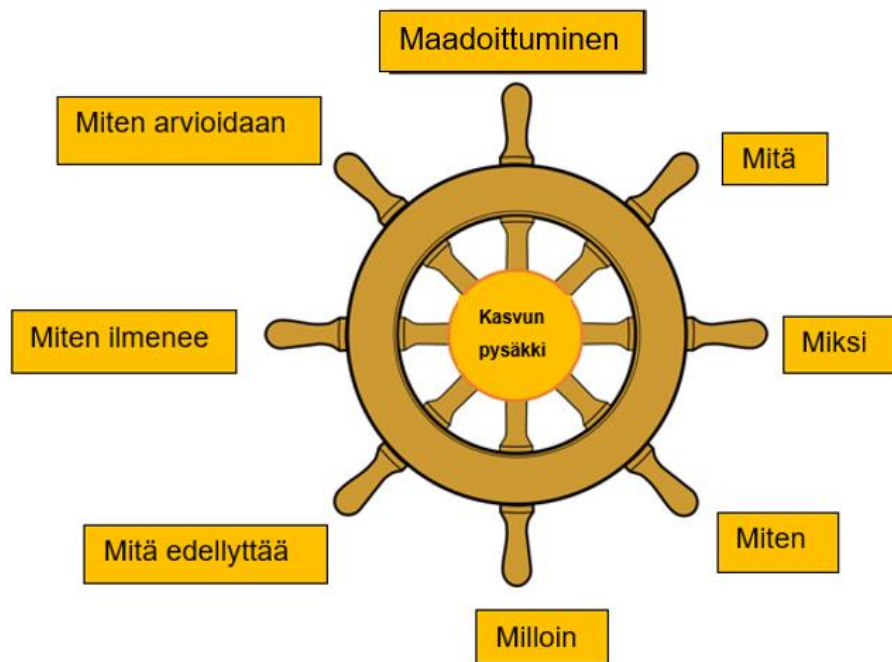 Maadoittuminen
Miten arvioidaan
Mitä
Kasvun
pysäkki
Miten ilmenee
Miksi
Mitä edellyttää
Miten
Milloin